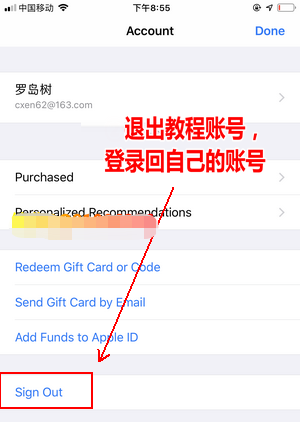 中国移动
下午8:55
Account
Done
罗岛树
cxen62@163.com
退出教程账号，
登录回自己的账号
Purchased
Personalized Recommendations
Redeem Gift Card or Code
Send Gift Card by Email
Add Funds to Apple ID
Sign Out